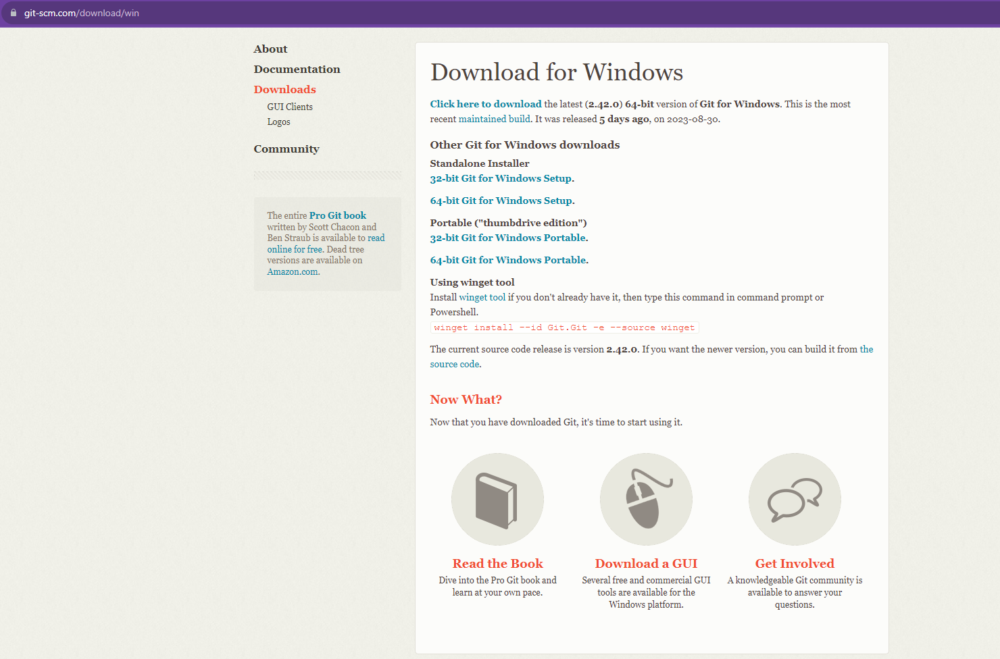 git-scm.com/download/win
About
Documentation
Downloads
GUI Clients
Logos
Community
The entire Pro Git book
written by Scott Chacon and
Ben Straub is available to read
online for free. Dead tree
versions are available on
Amazon.com.
Download for Windows
Click here to download the latest (2.42.0) 64-bit version of Git for Windows. This is the most
recent maintained build. It was released 5 days ago, on 2023-08-30.
Other Git for Windows downloads
Standalone Installer
32-bit Git for Windows Setup.
64-bit Git for Windows Setup.
Portable ("thumbdrive edition")
32-bit Git for Windows Portable.
64-bit Git for Windows Portable.
Using winget tool
Install winget tool if you don't already have it, then type this command in command prompt or
Powershell.
winget install --id Git.Git -e --source winget
The current source code release is version 2.42.0. If you want the newer version, you can build it from the
source code.
Now What?
Now that you have downloaded Git, it's time to start using it.
Read the Book
Dive into the Pro Git book and
learn at your own pace.
Download a GUI
Several free and commercial GUI
tools are available for the
Windows platform.
Get Involved
A knowledgeable Git community is
available to answer your
questions.